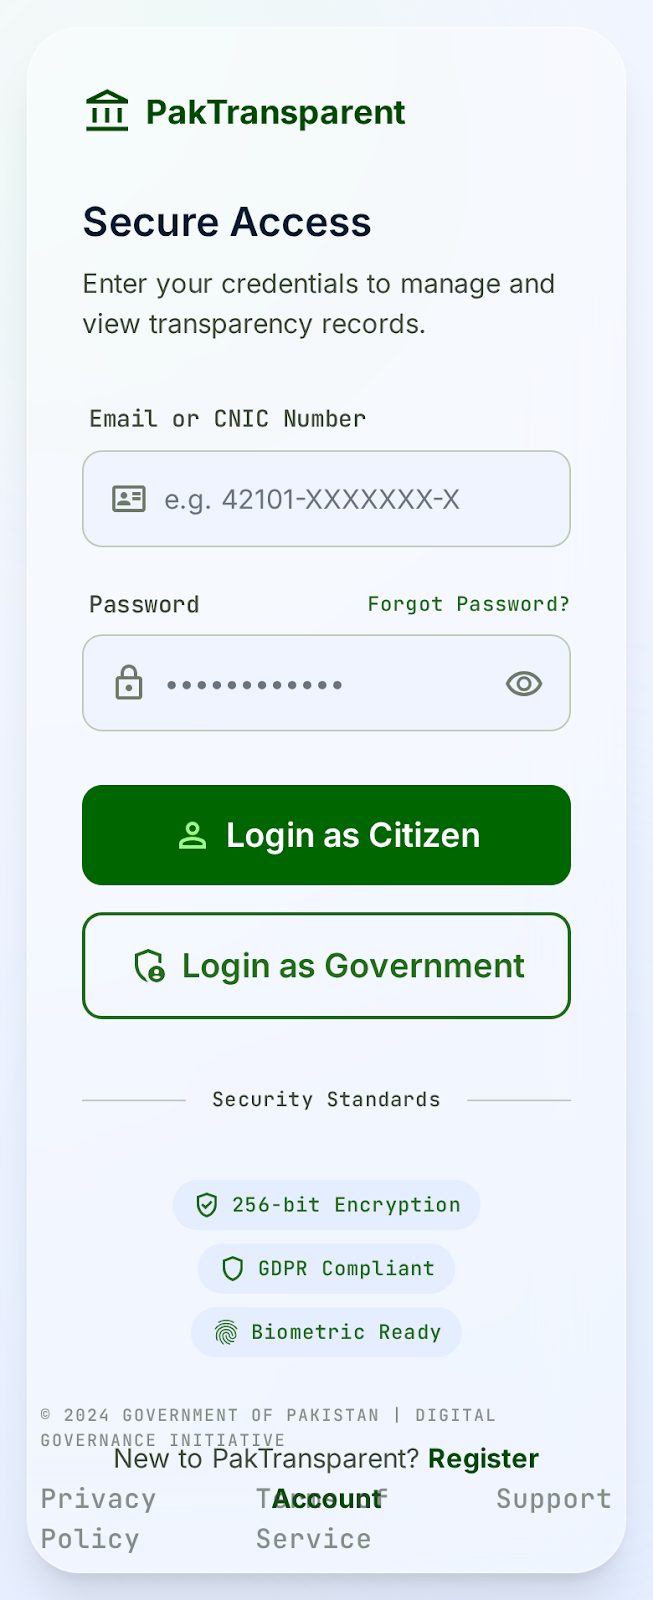 PakTransparent
Secure Access
Enter your credentials to manage and
view transparency records.
Email or CNIC Number
e.g. 42101-XXXXXXX-X
Password
Forgot Password?
Login as Citizen
Login as Government
Security Standards
256-bit Encryption
GDPR Compliant
Biometric Ready
© 2024 GOVERNMENT OF PAKISTAN | DIGITAL
GOVERNANCE INITIATIVE
New to PakTransparent? Register
Account
Privacy
Policy
Terms of
Service
Support